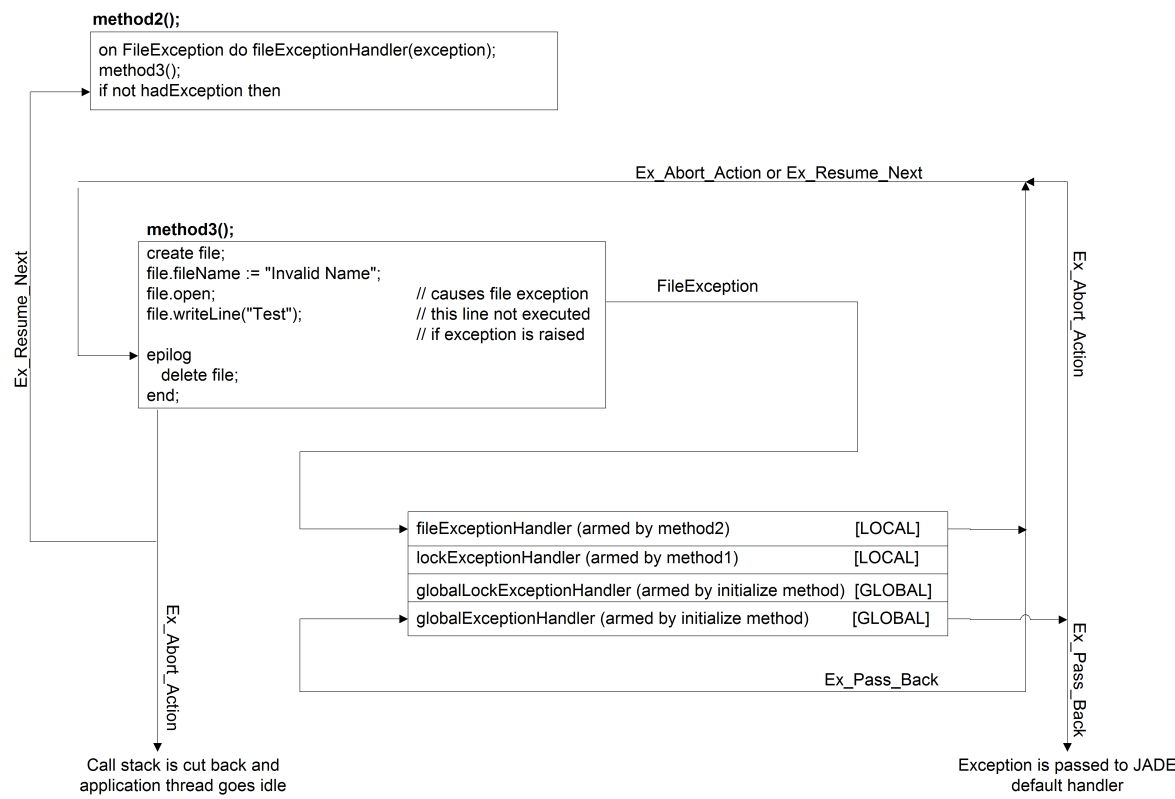 method2();
on FileException do fileExceptionHandler(exception);
method3();
if not hadException then
Ex_Abort_Action or Ex_Resume_Next
method3();
create file;
file.fileName := "Invalid Name";
file.open; // causes file exception
file.writeLine("Test"); // this line not executed
// if exception is raised
epilog
delete file;
end;
FileException
Ex_Resume_Next
Ex_Abort_Action
fileExceptionHandler (armed by method2) [LOCAL]
lockExceptionHandler (armed by method1) [LOCAL]
globalLockExceptionHandler (armed by initialize method) [GLOBAL]
globalExceptionHandler (armed by initialize method) [GLOBAL]
Ex_Abort_Action
Ex_Pass_Back
Ex_Pass_Back
Call stack is cut back and
application thread goes idle
Exception is passed to JADE
default handler